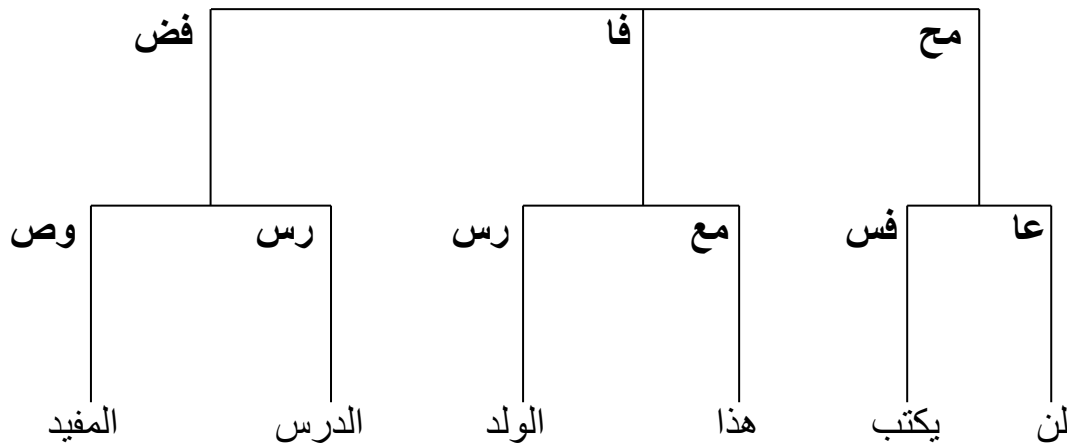 مح فا فض
عا فس مع رس رس وص
لن يكتب هذا الولد الدرس المفيد